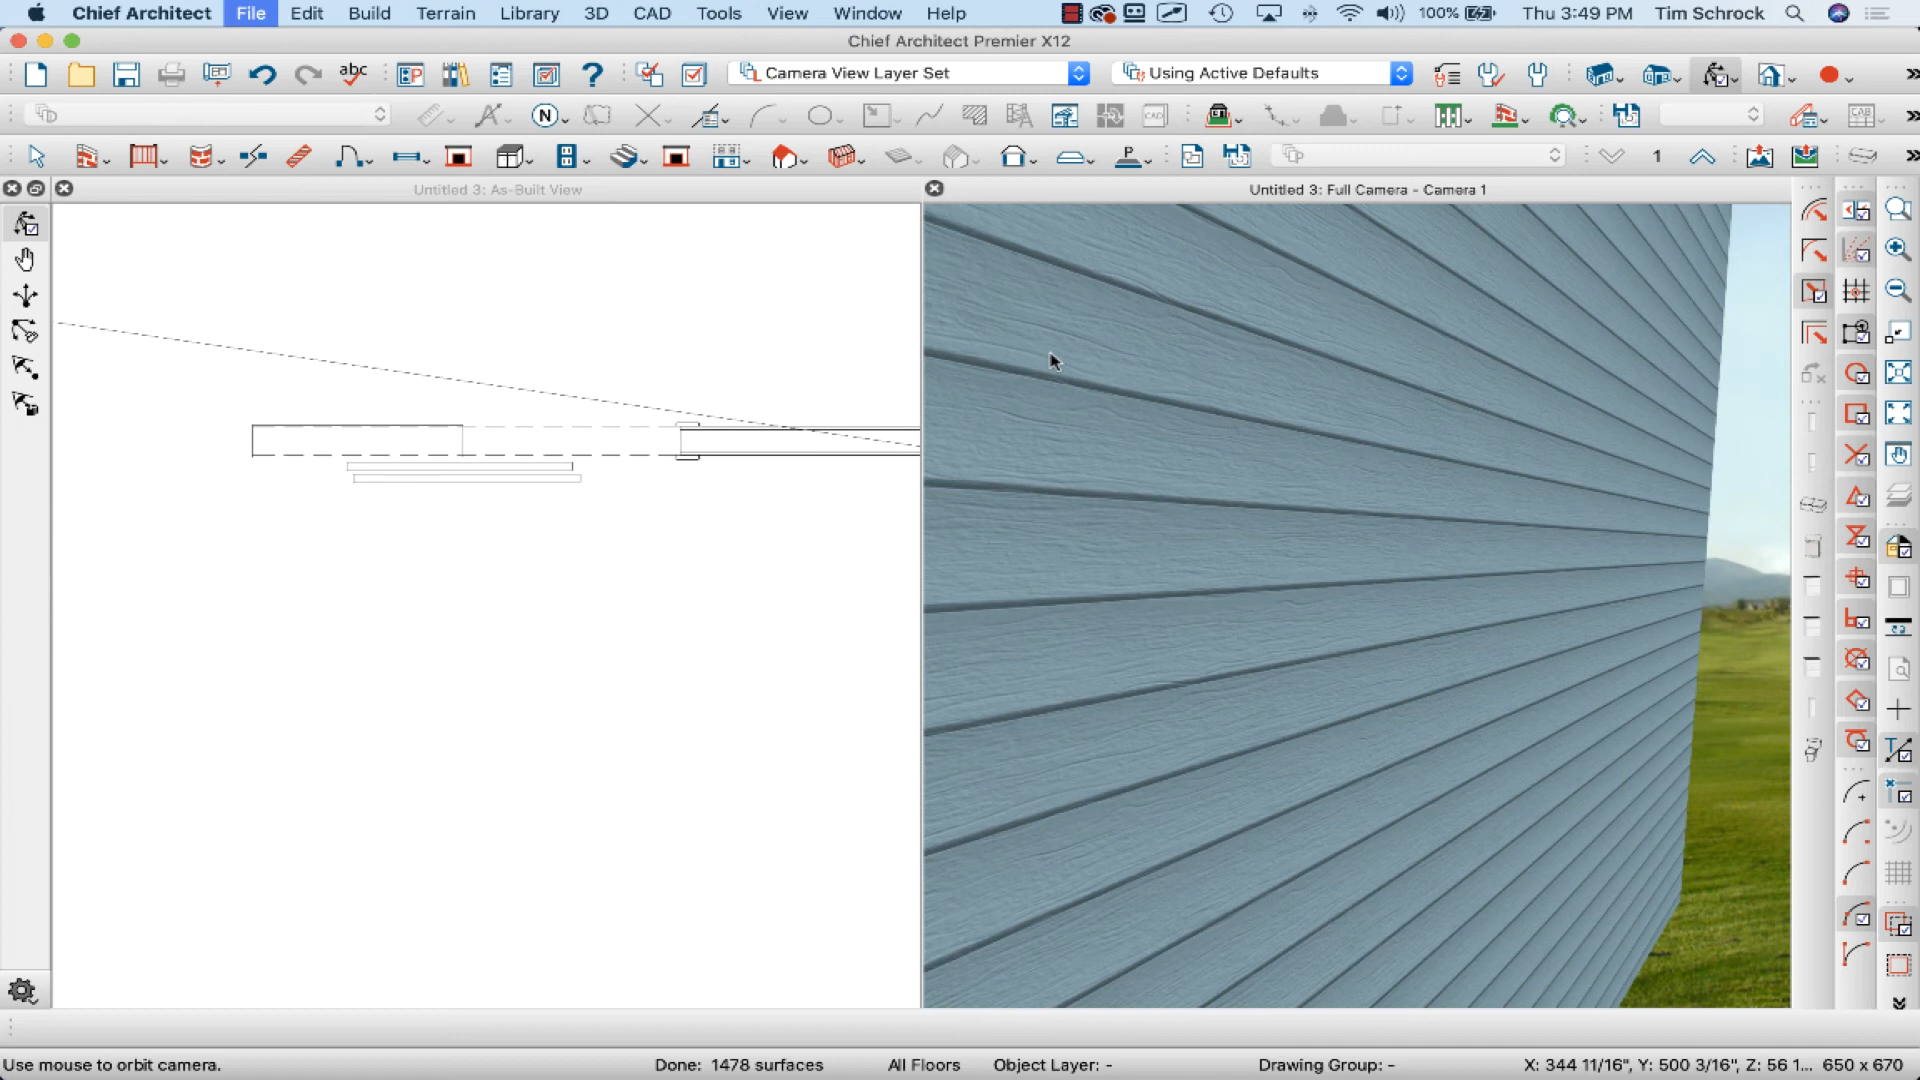 Chief Architect File Edit Build Terrain Library 3D CAD Tools View Window Help 100% Thu 3:49 PM Tim Schrock
Chief Architect Premier X12
abc P ? Camera View Layer Set Using Active Defaults
A N CAD CAB
P 1
Untitled 3: As-Built View
Untitled 3: Full Camera - Camera 1
Use mouse to orbit camera. Done: 1478 surfaces All Floors Object Layer: - Drawing Group: - X: 344 11/16", Y: 500 3/16", Z: 56 1... 650 x 670